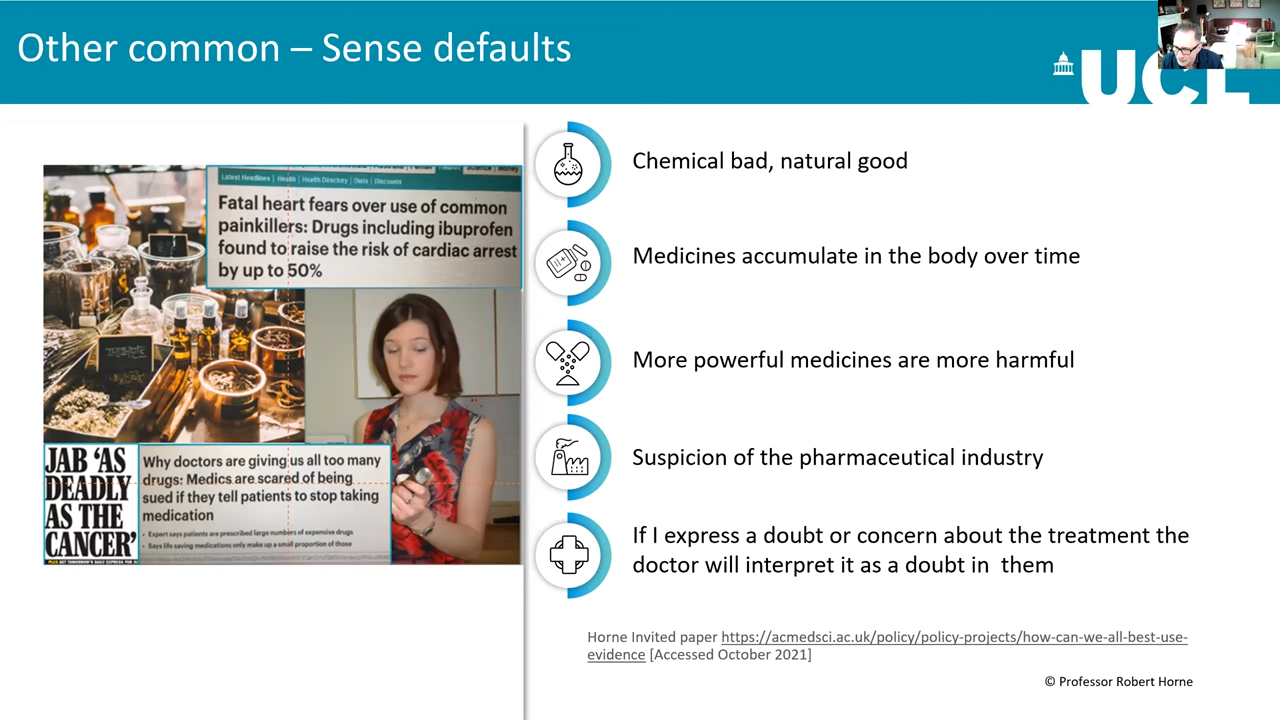 Other common – Sense defaults
UCL
Latest Headlines | Health | Health Directory | Diets | Discounts
Fatal heart fears over use of common
painkillers: Drugs including ibuprofen
found to raise the risk of cardiac arrest
by up to 50%
JAB 'AS
DEADLY
AS THE
CANCER'
Why doctors are giving us all too many
drugs: Medics are scared of being
sued if they tell patients to stop taking
medication
• Expert says patients are prescribed large numbers of expensive drugs
• Says life saving medications only make up a small proportion of those
Chemical bad, natural good
Medicines accumulate in the body over time
More powerful medicines are more harmful
Suspicion of the pharmaceutical industry
If I express a doubt or concern about the treatment the
doctor will interpret it as a doubt in  them
Horne Invited paper https://acmedsci.ac.uk/policy/policy-projects/how-can-we-all-best-use-
evidence [Accessed October 2021]
© Professor Robert Horne